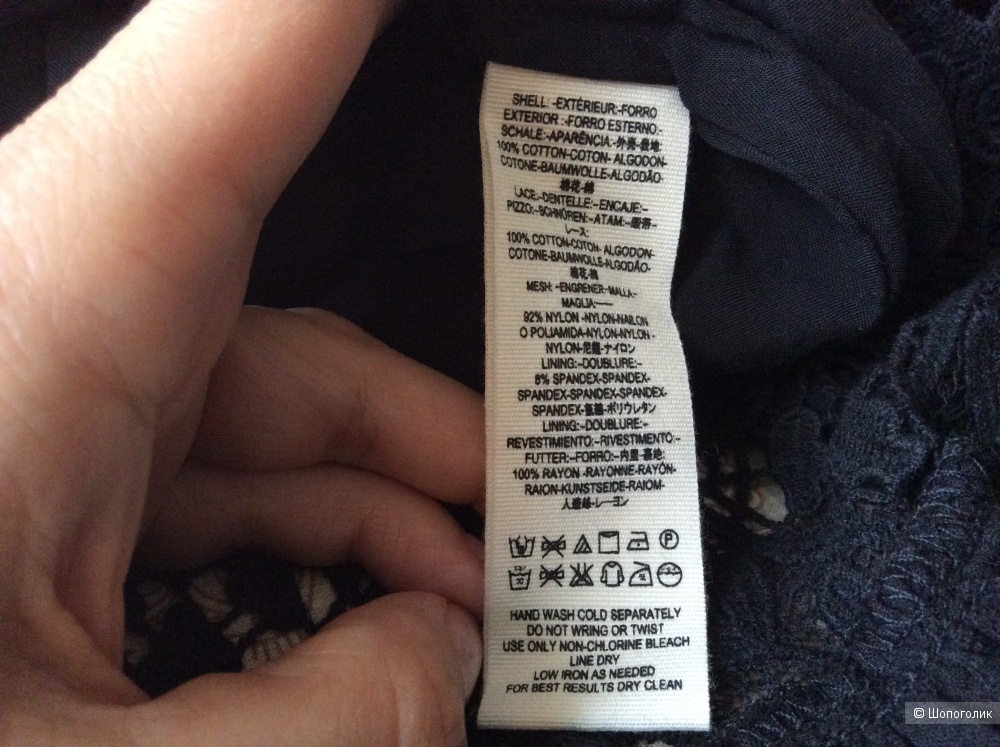 SHELL: -EXTÉRIEUR:-FORRO
EXTERIOR :-FORRO ESTERNO:-
SCHALE:-APARÊNCIA:-外壳:-表地:
100% COTTON-COTON- ALGODON-
COTONE-BAUMWOLLE-ALGODÃO-
棉花-綿
LACE:-DENTELLE:-ENCAJE:-
PIZZO:-SCHNÜREN:-ATAM:-
レース:
100% COTTON-COTON- ALGODON-
COTONE-BAUMWOLLE-ALGODÃO-
棉花-綿
MESH: -ENGRENER:-MALLA:-
MAGLIA:——
92% NYLON -NYLON-NAILON
O POLIAMIDA-NYLON-NYLON -
NYLON-尼龍-ナイロン
LINING:-DOUBLURE:-
8% SPANDEX-SPANDEX-
SPANDEX-SPANDEX-SPANDEX-
SPANDEX-氨綸-ポリウレタン
LINING:-DOUBLURE:-
REVESTIMIENTO:-RIVESTIMENTO:-
FUTTER:-FORRO:-内里-裏地:
100% RAYON -RAYONNE-RAYÓN-
RAION-KUNSTSEIDE-RAIOM-
人造絲-レーヨン
P
30
HAND WASH COLD SEPARATELY
DO NOT WRING OR TWIST
USE ONLY NON-CHLORINE BLEACH
LINE DRY
LOW IRON AS NEEDED
FOR BEST RESULTS DRY CLEAN
© Шопоголик